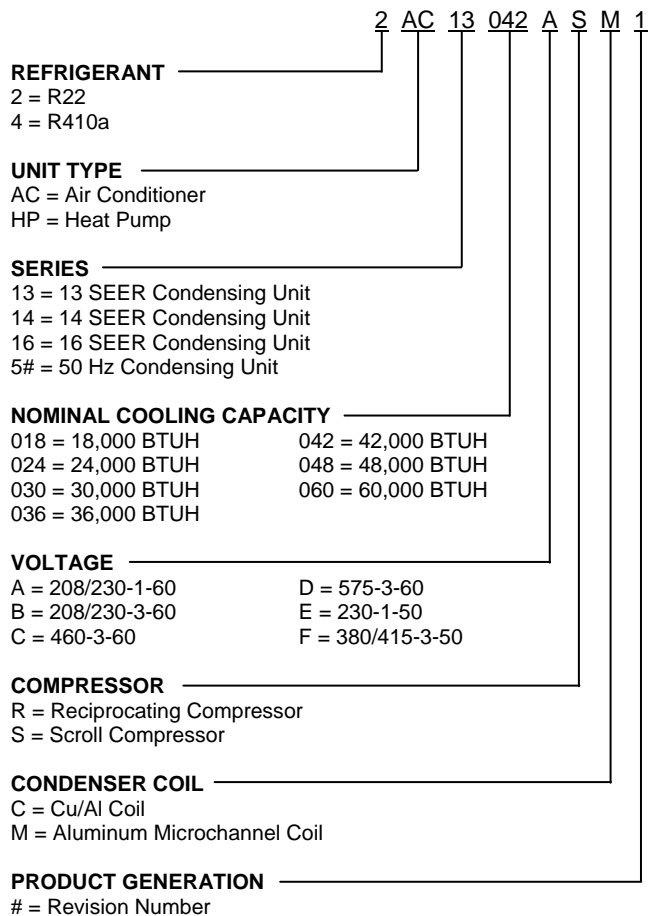 2 AC 13 042 A S M 1
REFRIGERANT
2 = R22
4 = R410a
UNIT TYPE
AC = Air Conditioner
HP = Heat Pump
SERIES
13 = 13 SEER Condensing Unit
14 = 14 SEER Condensing Unit
16 = 16 SEER Condensing Unit
5# = 50 Hz Condensing Unit
NOMINAL COOLING CAPACITY
018 = 18,000 BTUH 042 = 42,000 BTUH
024 = 24,000 BTUH 048 = 48,000 BTUH
030 = 30,000 BTUH 060 = 60,000 BTUH
036 = 36,000 BTUH
VOLTAGE
A = 208/230-1-60 D = 575-3-60
B = 208/230-3-60 E = 230-1-50
C = 460-3-60 F = 380/415-3-50
COMPRESSOR
R = Reciprocating Compressor
S = Scroll Compressor
CONDENSER COIL
C = Cu/Al Coil
M = Aluminum Microchannel Coil
PRODUCT GENERATION
# = Revision Number